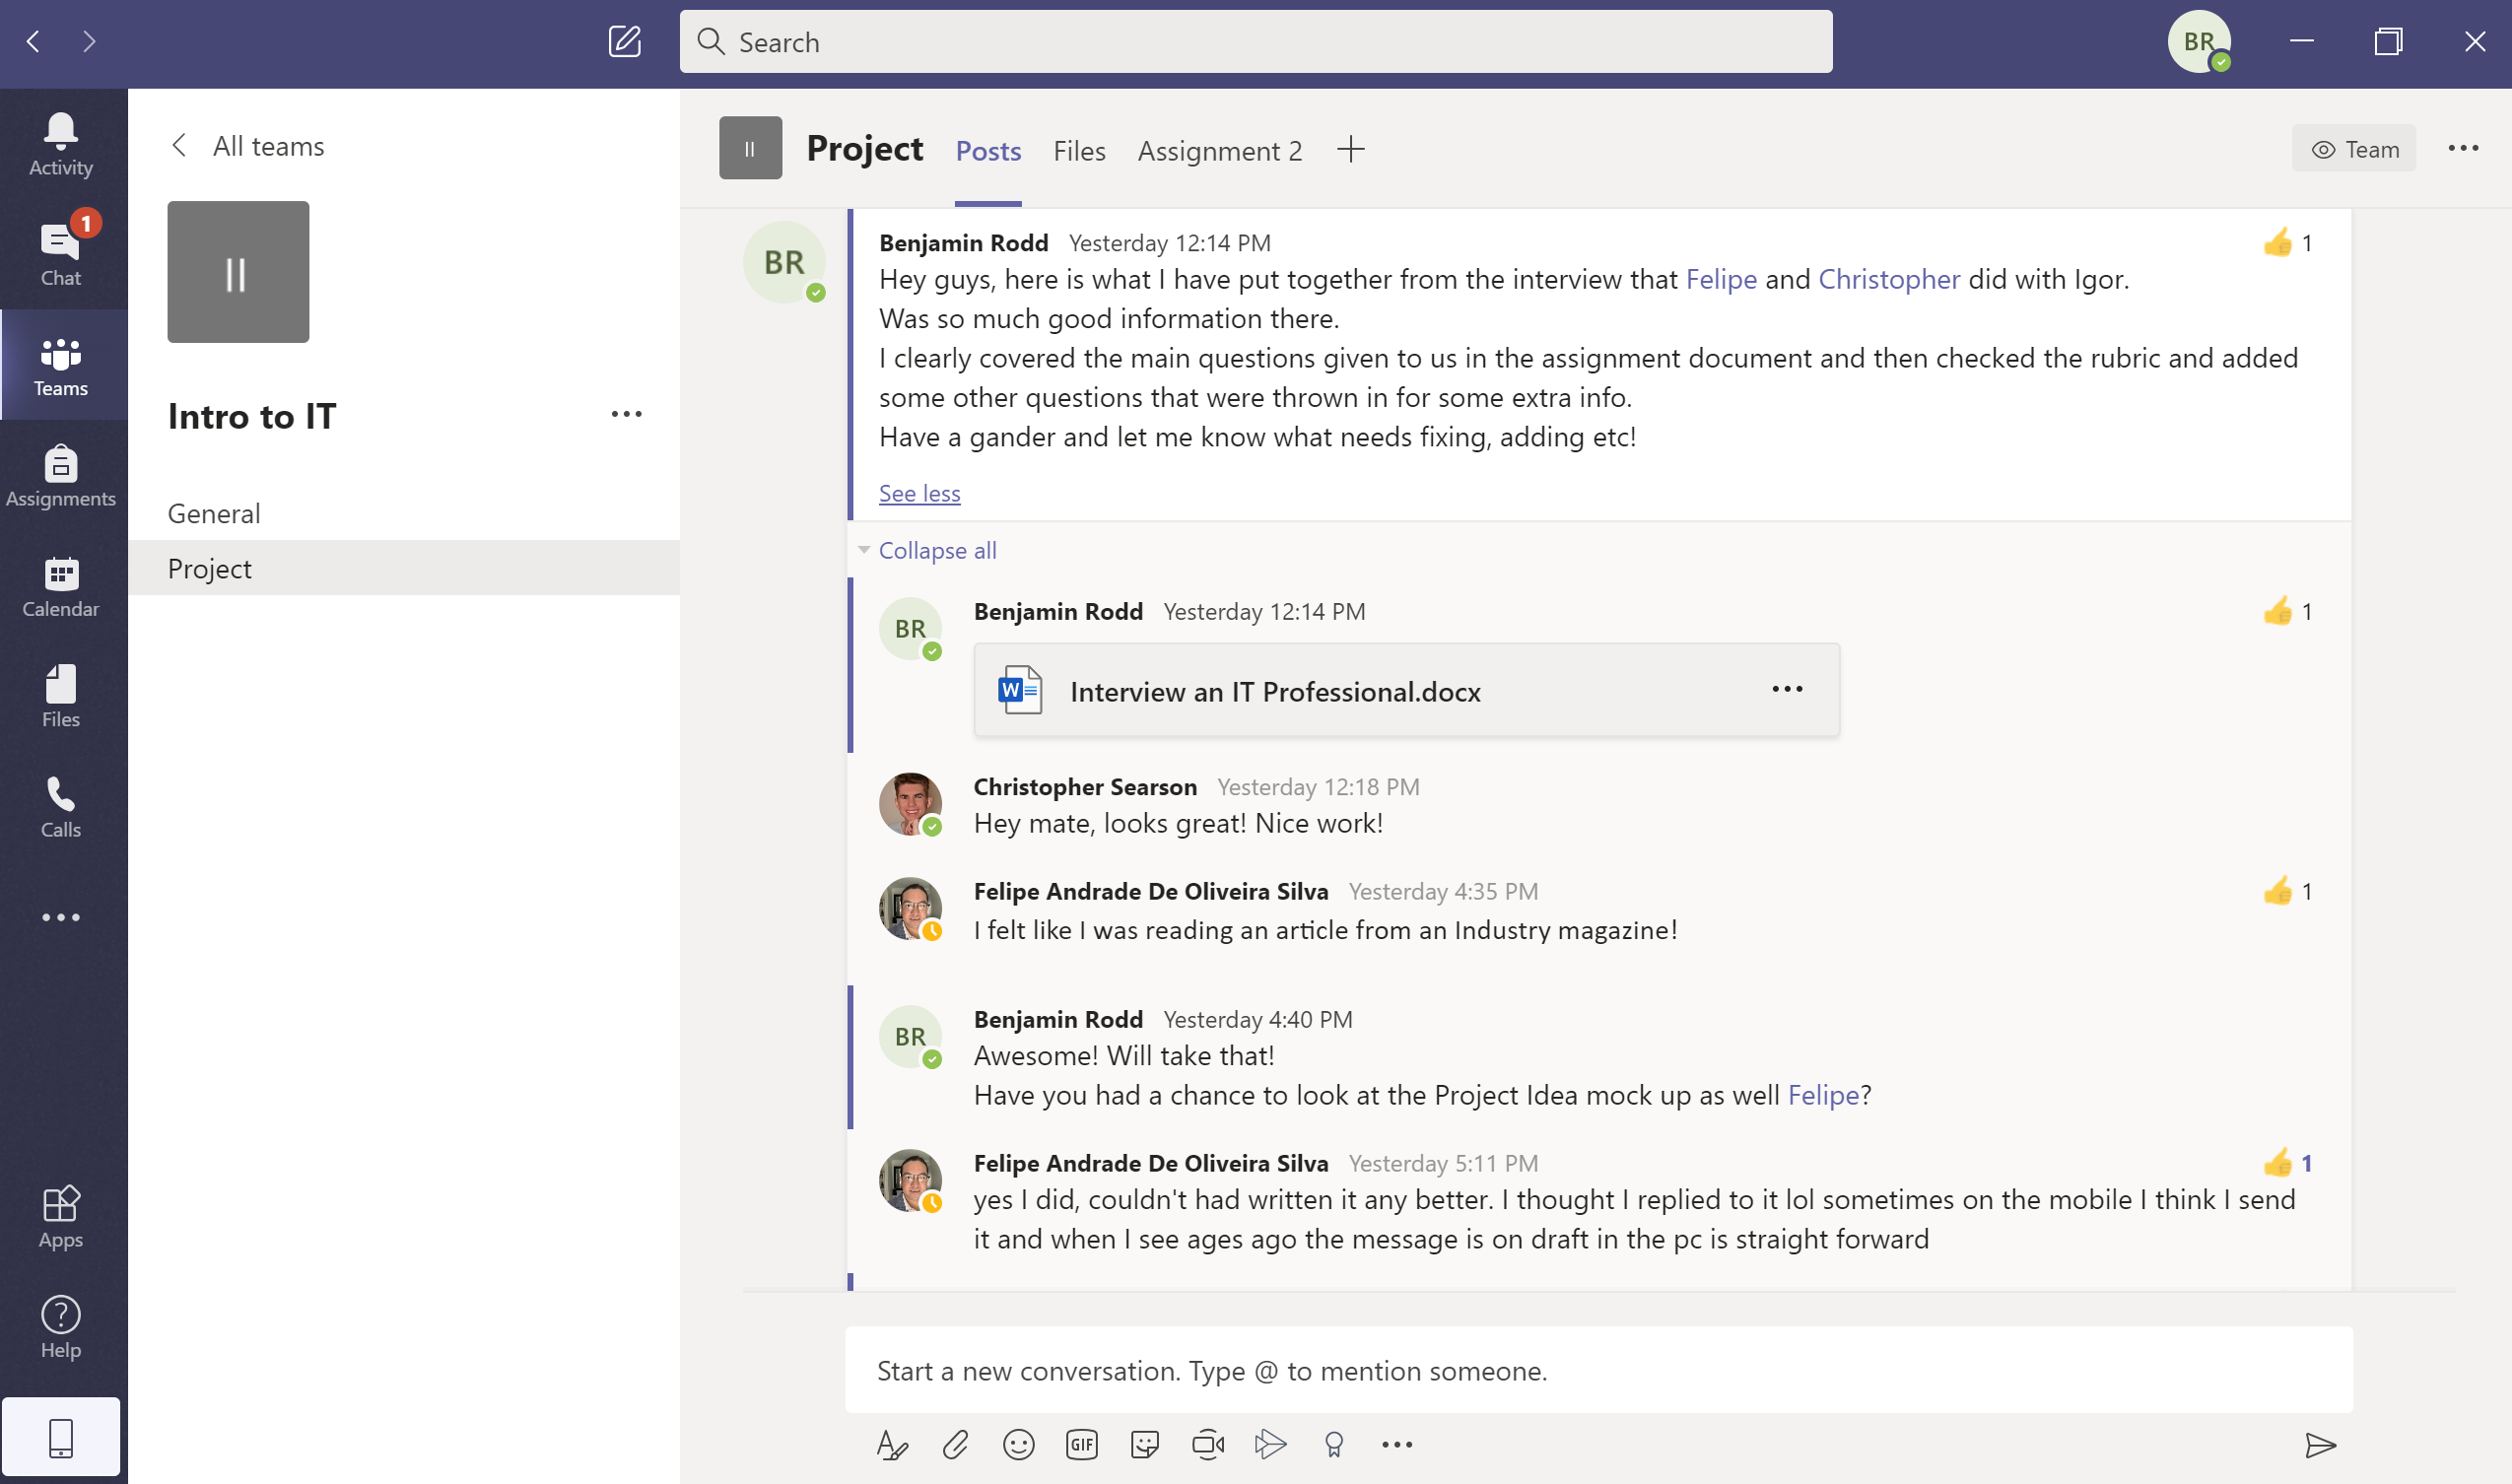 Search
BR
Activity
1
Chat
Teams
Assignments
Calendar
Files
Calls
Apps
Help
All teams
II
Intro to IT
General
Project
II
Project
Posts
Files
Assignment 2
Team
BR
Benjamin Rodd Yesterday 12:14 PM
1
Hey guys, here is what I have put together from the interview that Felipe and Christopher did with Igor.
Was so much good information there.
I clearly covered the main questions given to us in the assignment document and then checked the rubric and added
some other questions that were thrown in for some extra info.
Have a gander and let me know what needs fixing, adding etc!
See less
Collapse all
BR
Benjamin Rodd Yesterday 12:14 PM
1
W
Interview an IT Professional.docx
Christopher Searson Yesterday 12:18 PM
Hey mate, looks great! Nice work!
Felipe Andrade De Oliveira Silva Yesterday 4:35 PM
1
I felt like I was reading an article from an Industry magazine!
BR
Benjamin Rodd Yesterday 4:40 PM
Awesome! Will take that!
Have you had a chance to look at the Project Idea mock up as well Felipe?
Felipe Andrade De Oliveira Silva Yesterday 5:11 PM
1
yes I did, couldn't had written it any better. I thought I replied to it lol sometimes on the mobile I think I send
it and when I see ages ago the message is on draft in the pc is straight forward
Start a new conversation. Type @ to mention someone.
GIF